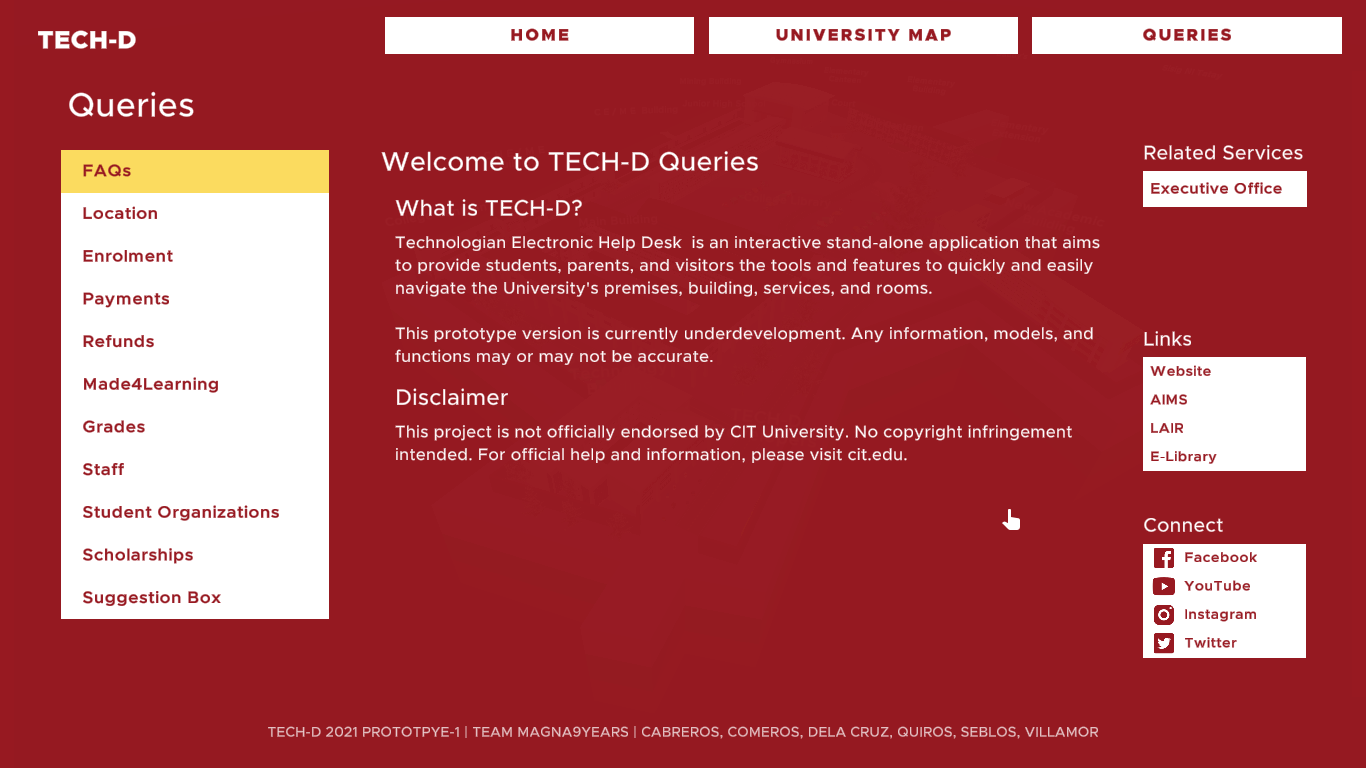 TECH-D
HOME
UNIVERSITY MAP
QUERIES
Queries
FAQs
Location
Enrolment
Payments
Refunds
Made4Learning
Grades
Staff
Student Organizations
Scholarships
Suggestion Box
Welcome to TECH-D Queries
What is TECH-D?
Technologian Electronic Help Desk  is an interactive stand-alone application that aims
to provide students, parents, and visitors the tools and features to quickly and easily
navigate the University's premises, building, services, and rooms.
This prototype version is currently underdevelopment. Any information, models, and
functions may or may not be accurate.
Disclaimer
This project is not officially endorsed by CIT University. No copyright infringement
intended. For official help and information, please visit cit.edu.
Related Services
Executive Office
Links
Website
AIMS
LAIR
E-Library
Connect
Facebook
YouTube
Instagram
Twitter
TECH-D 2021 PROTOTPYE-1 | TEAM MAGNA9YEARS | CABREROS, COMEROS, DELA CRUZ, QUIROS, SEBLOS, VILLAMOR